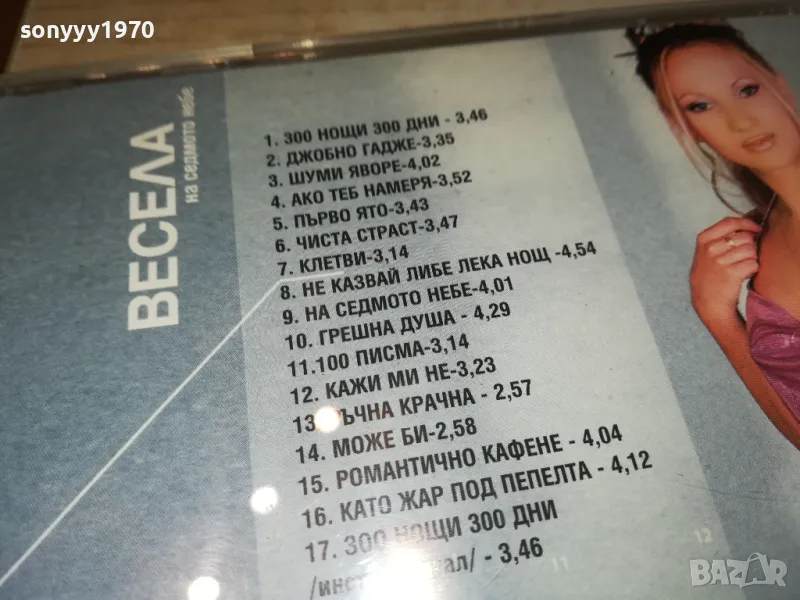 sonyyy1970
ВЕСЕЛА
на седмото небе
1. 300 НОЩИ 300 ДНИ - 3,46
2. ДЖОБНО ГАДЖЕ-3,35
3. ШУМИ ЯВОРЕ-4,02
4. АКО ТЕБ НАМЕРЯ-3,52
5. ПЪРВО ЯТО-3,43
6. ЧИСТА СТРАСТ-3,47
7. КЛЕТВИ-3,14
8. НЕ КАЗВАЙ ЛИБЕ ЛЕКА НОЩ -4,54
9. НА СЕДМОТО НЕБЕ-4,01
10. ГРЕШНА ДУША - 4,29
11.100 ПИСМА-3,14
12. КАЖИ МИ НЕ-3,23
13. КРАЧНА - 2,57
14. МОЖЕ БИ-2,58
15. РОМАНТИЧНО КАФЕНЕ - 4,04
16. КАТО ЖАР ПОД ПЕПЕЛТА - 4,12
17. 300 НОЩИ 300 ДНИ
- 3,46
11
12
BAZAR